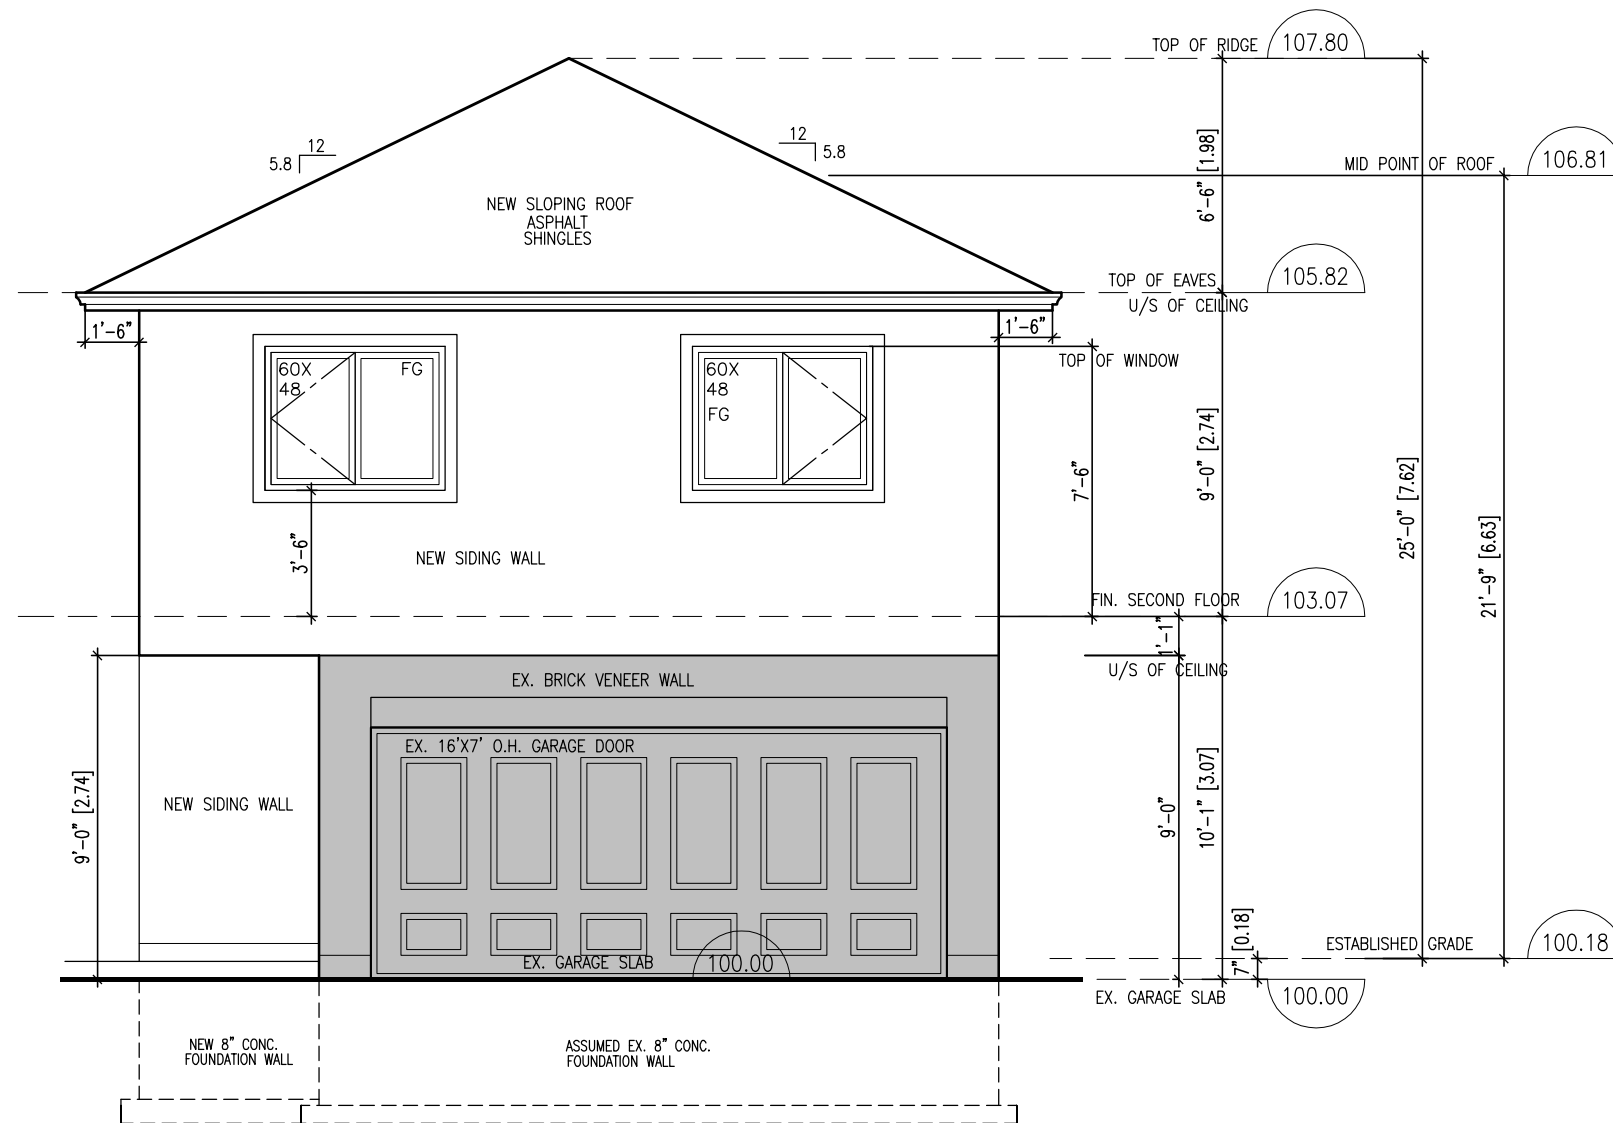 TOP OF RIDGE
107.80
12
5.8
12
5.8
6'-6" [1.98]
MID POINT OF ROOF
106.81
NEW SLOPING ROOF
ASPHALT
SHINGLES
TOP OF EAVES
105.82
U/S OF CEILING
1'-6"
1'-6"
TOP OF WINDOW
60X
48
FG
60X
48
FG
9'-0" [2.74]
7'-6"
25'-0" [7.62]
21'-9" [6.63]
3'-6"
NEW SIDING WALL
FIN. SECOND FLOOR
103.07
1'-1"
U/S OF CEILING
EX. BRICK VENEER WALL
EX. 16'X7' O.H. GARAGE DOOR
9'-0" [2.74]
NEW SIDING WALL
9'-0"
10'-1" [3.07]
7" [0.18]
ESTABLISHED GRADE
100.18
EX. GARAGE SLAB
100.00
EX. GARAGE SLAB
100.00
NEW 8" CONC.
FOUNDATION WALL
ASSUMED EX. 8" CONC.
FOUNDATION WALL